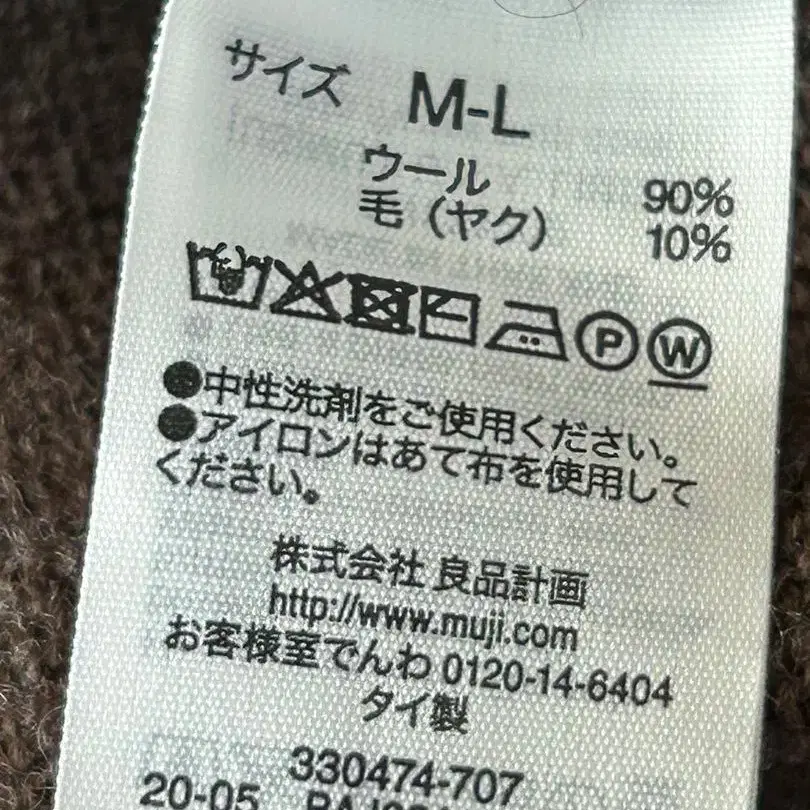 サイズ M-L
ウール 90%
毛（ヤク） 10%
P W
●中性洗剤をご使用ください。
●アイロンはあて布を使用して
ください。
株式会社 良品計画
http://www.muji.com
お客様室でんわ 0120-14-6404
タイ製
330474-707
20-05